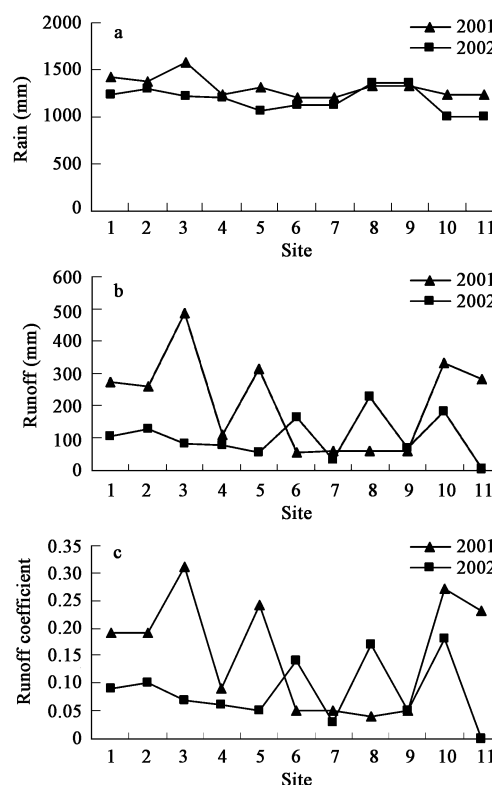 a
2001
2002
Rain (mm)
2000
1500
1000
500
0
1 2 3 4 5 6 7 8 9 10 11
Site
b
2001
2002
Runoff (mm)
600
500
400
300
200
100
0
1 2 3 4 5 6 7 8 9 10 11
Site
c
2001
2002
Runoff coefficient
0.35
0.30
0.25
0.20
0.15
0.10
0.05
0
1 2 3 4 5 6 7 8 9 10 11
Site